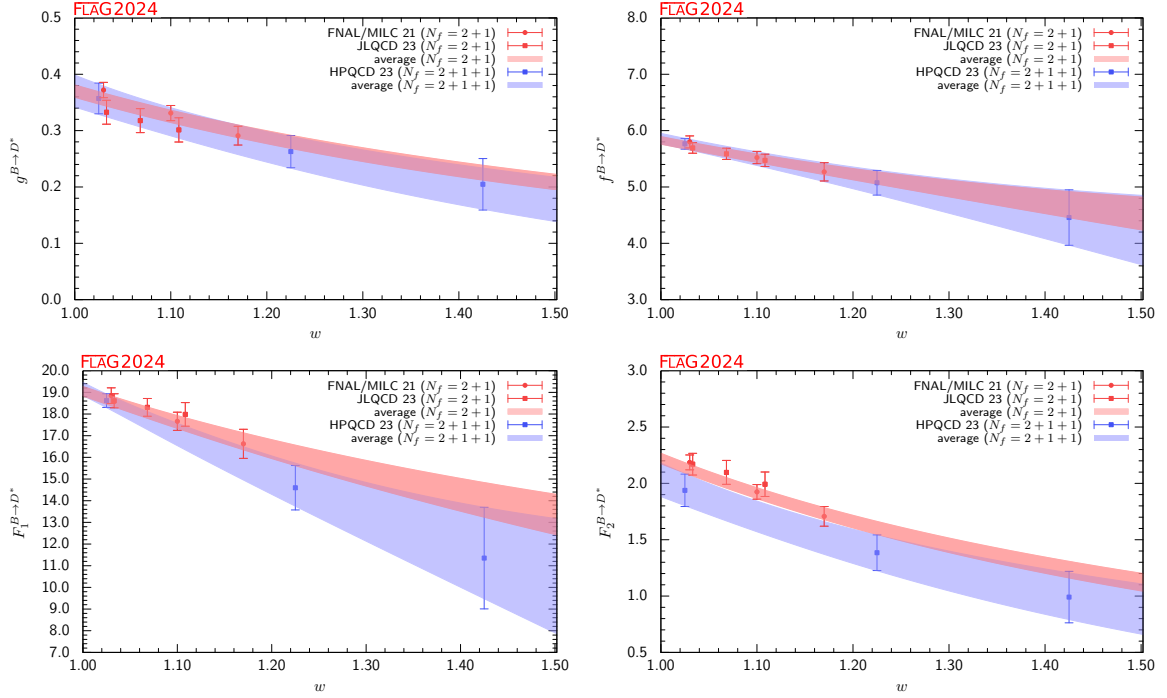 FLAG2024
0.5
0.4
0.3
0.2
0.1
0.0
g^{B→D*}
FNAL/MILC 21 (N_f = 2 + 1)
JLQCD 23 (N_f = 2 + 1)
average (N_f = 2 + 1)
HPQCD 23 (N_f = 2 + 1 + 1)
average (N_f = 2 + 1 + 1)
1.00 1.10 1.20 1.30 1.40 1.50
w
FLAG2024
8.0
7.0
6.0
5.0
4.0
3.0
f^{B→D*}
FNAL/MILC 21 (N_f = 2 + 1)
JLQCD 23 (N_f = 2 + 1)
average (N_f = 2 + 1)
HPQCD 23 (N_f = 2 + 1 + 1)
average (N_f = 2 + 1 + 1)
1.00 1.10 1.20 1.30 1.40 1.50
w
FLAG2024
20.0
19.0
18.0
17.0
16.0
15.0
14.0
13.0
12.0
11.0
10.0
9.0
8.0
7.0
F_1^{B→D*}
FNAL/MILC 21 (N_f = 2 + 1)
JLQCD 23 (N_f = 2 + 1)
average (N_f = 2 + 1)
HPQCD 23 (N_f = 2 + 1 + 1)
average (N_f = 2 + 1 + 1)
1.00 1.10 1.20 1.30 1.40 1.50
w
FLAG2024
3.0
2.5
2.0
1.5
1.0
0.5
F_2^{B→D*}
FNAL/MILC 21 (N_f = 2 + 1)
JLQCD 23 (N_f = 2 + 1)
average (N_f = 2 + 1)
HPQCD 23 (N_f = 2 + 1 + 1)
average (N_f = 2 + 1 + 1)
1.00 1.10 1.20 1.30 1.40 1.50
w